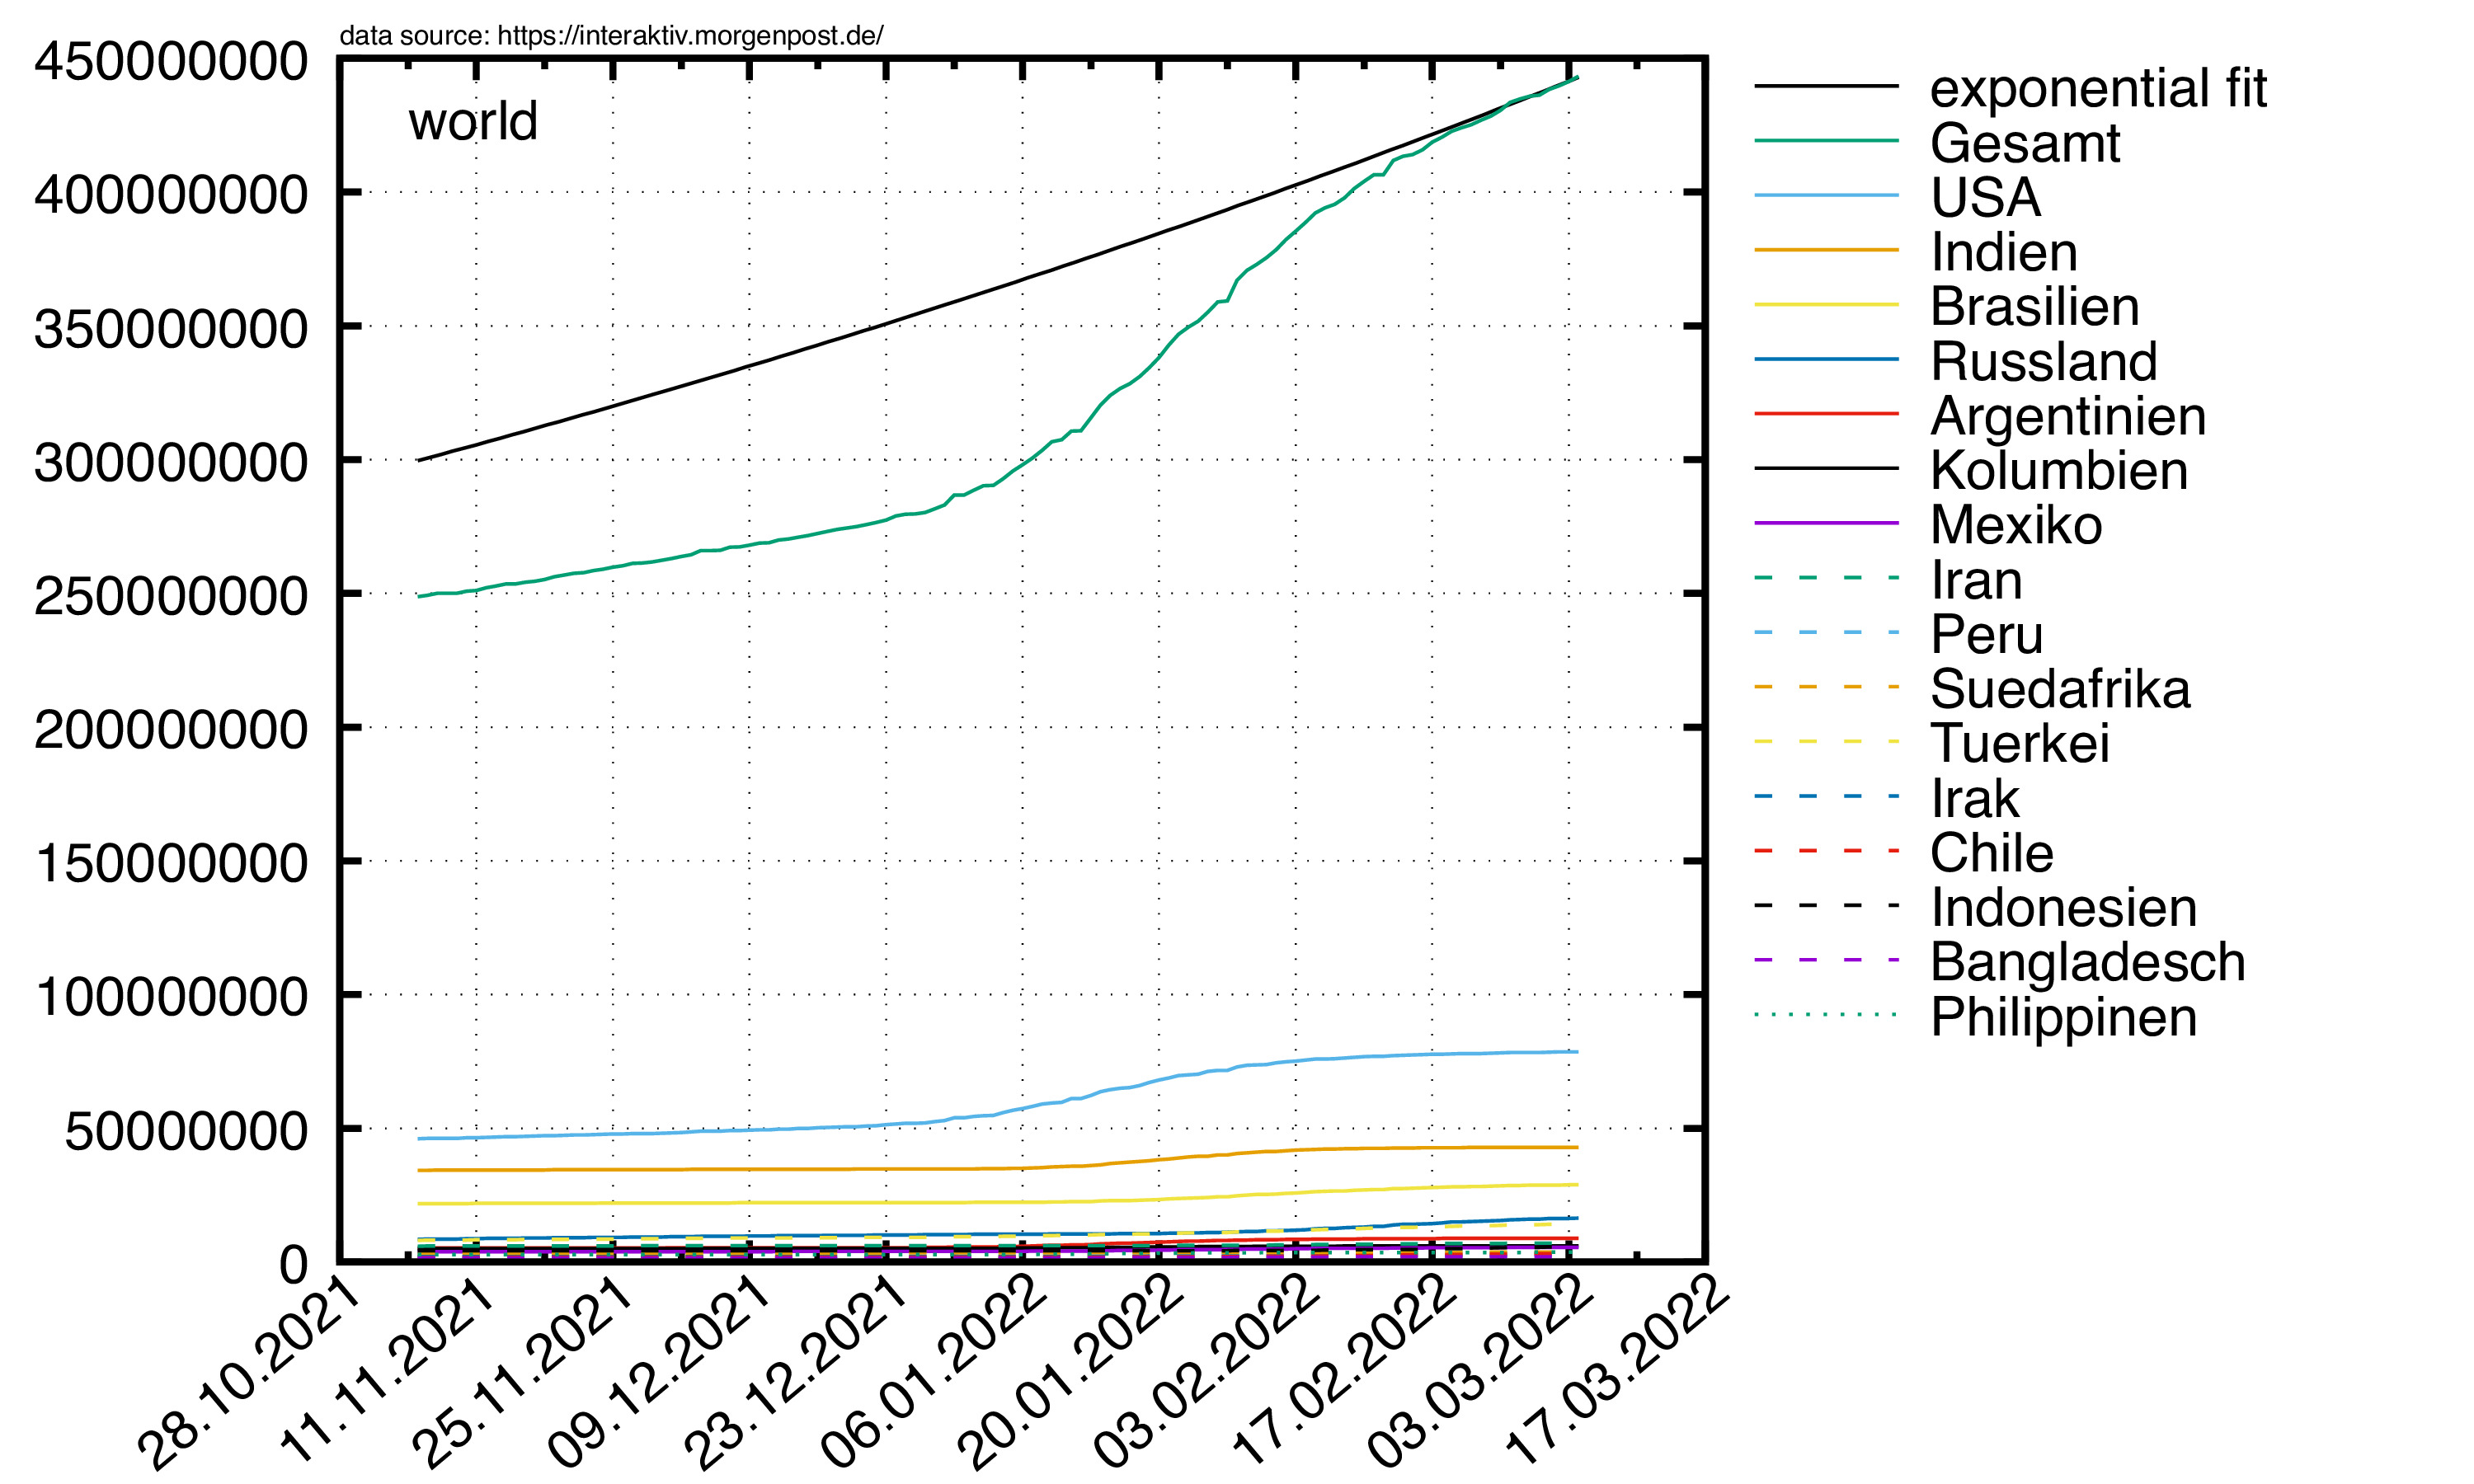 data source: https://interaktiv.morgenpost.de/
450000000
400000000
350000000
300000000
250000000
200000000
150000000
100000000
50000000
0
world
28.10.2021
11.11.2021
25.11.2021
09.12.2021
23.12.2021
06.01.2022
20.01.2022
03.02.2022
17.02.2022
03.03.2022
17.03.2022
exponential fit
Gesamt
USA
Indien
Brasilien
Russland
Argentinien
Kolumbien
Mexiko
Iran
Peru
Suedafrika
Tuerkei
Irak
Chile
Indonesien
Bangladesch
Philippinen